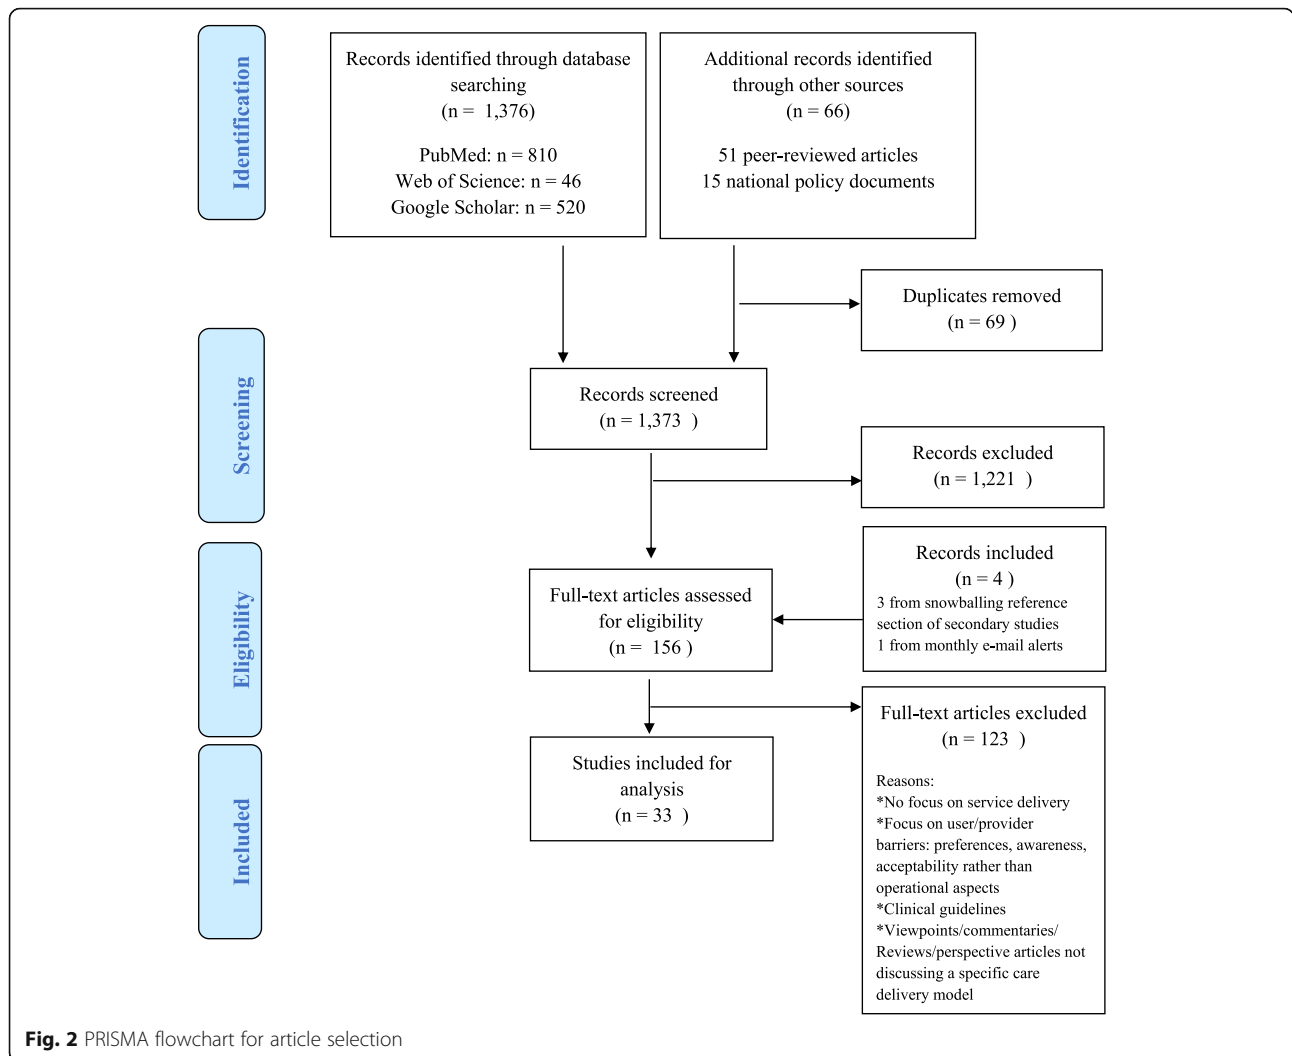 Identification
Records identified through database
searching
(n = 1,376)
PubMed: n = 810
Web of Science: n = 46
Google Scholar: n = 520
Additional records identified
through other sources
(n = 66)
51 peer-reviewed articles
15 national policy documents
Duplicates removed
(n = 69 )
Screening
Records screened
(n = 1,373 )
Records excluded
(n = 1,221 )
Eligibility
Full-text articles assessed
for eligibility
(n = 156 )
Records included
(n = 4 )
3 from snowballing reference
section of secondary studies
1 from monthly e-mail alerts
Full-text articles excluded
(n = 123 )
Reasons:
*No focus on service delivery
*Focus on user/provider
barriers: preferences, awareness,
acceptability rather than
operational aspects
*Clinical guidelines
*Viewpoints/commentaries/
Reviews/perspective articles not
discussing a specific care
delivery model
Included
Studies included for
analysis
(n = 33 )
Fig. 2 PRISMA flowchart for article selection